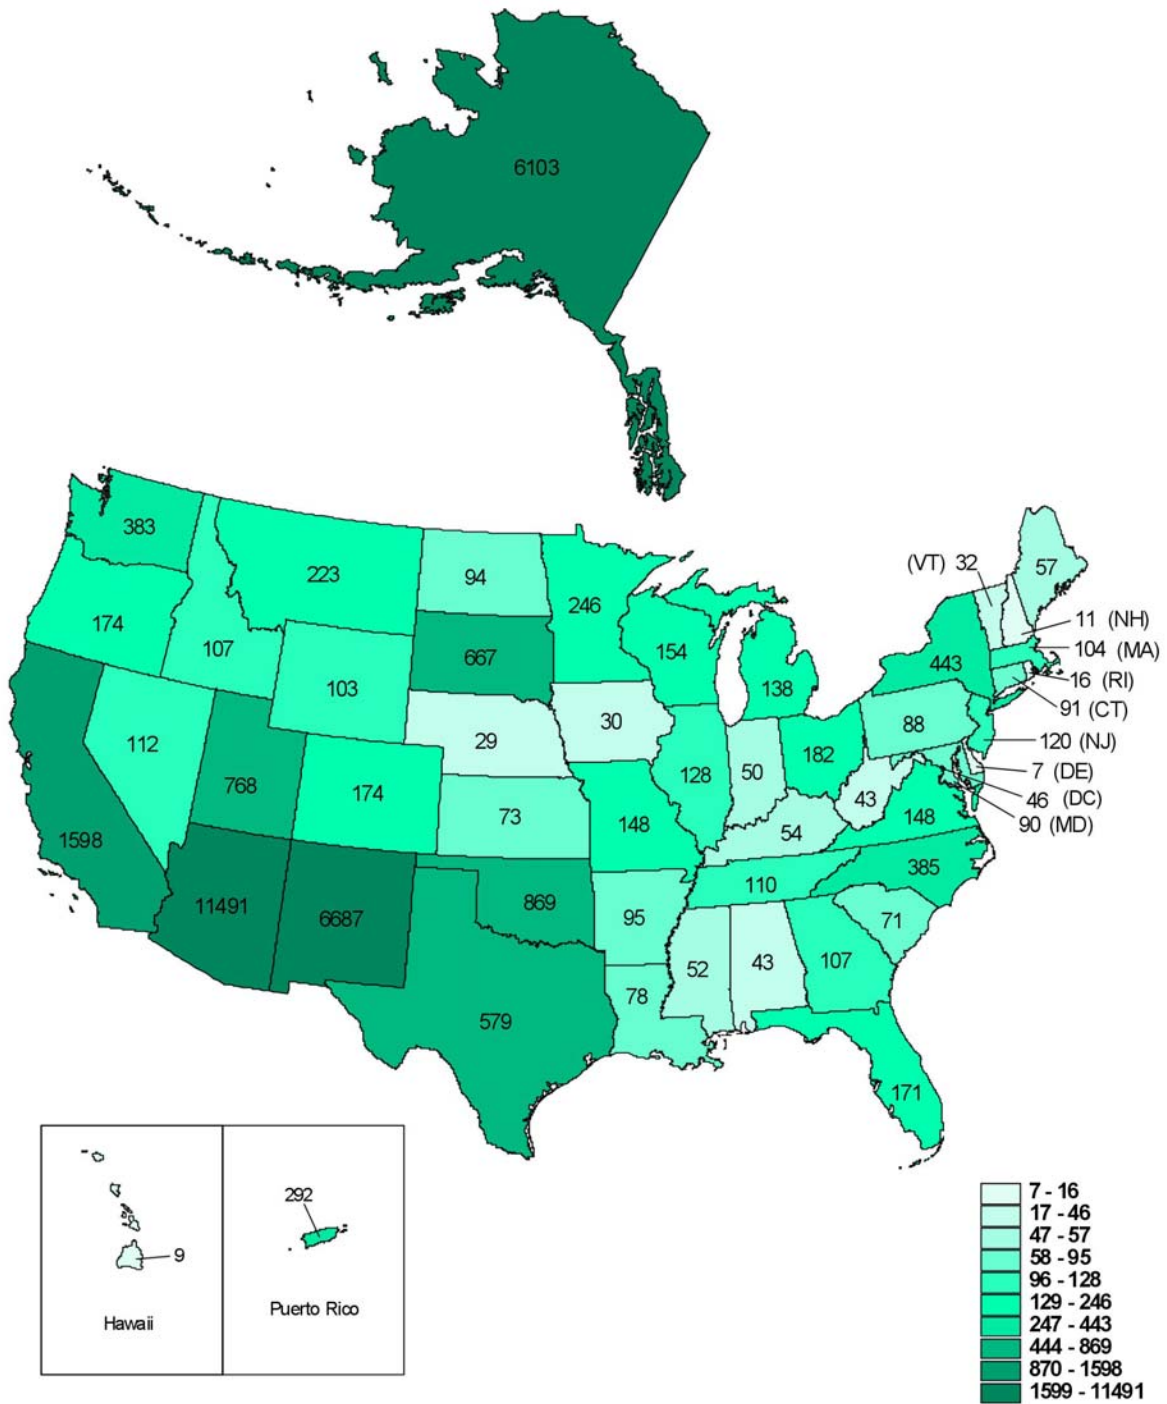 6103
383
223
94
246
(VT) 32
57
174
107
667
154
11 (NH)
104 (MA)
16 (RI)
91 (CT)
443
138
103
112
29
30
88
120 (NJ)
7 (DE)
46 (DC)
90 (MD)
768
174
73
128
50
182
43
148
1598
148
54
385
11491
6687
869
95
110
71
52
43
107
78
579
171
292
9
Hawaii
Puerto Rico
7 - 16
17 - 46
47 - 57
58 - 95
96 - 128
129 - 246
247 - 443
444 - 869
870 - 1598
1599 - 11491